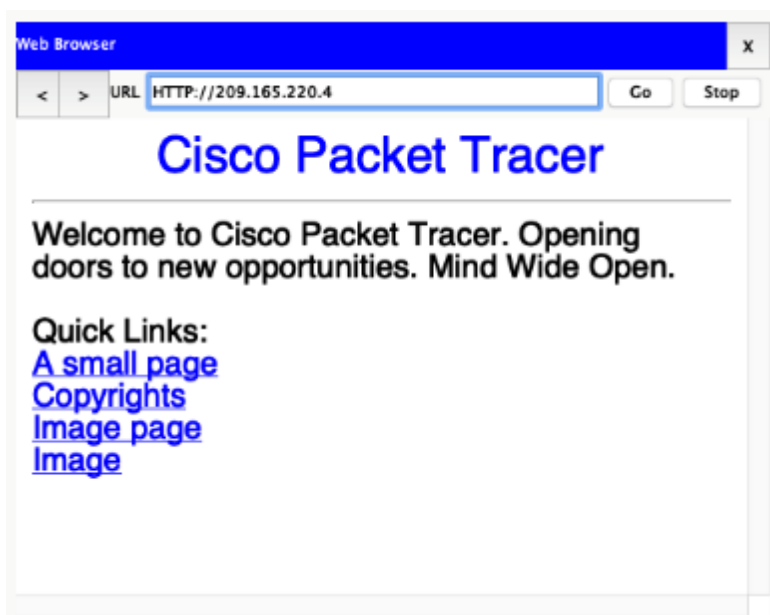 Web Browser X
< > URL HTTP://209.165.220.4 Go Stop
Cisco Packet Tracer
Welcome to Cisco Packet Tracer. Opening
doors to new opportunities. Mind Wide Open.
Quick Links:
A small page
Copyrights
Image page
Image